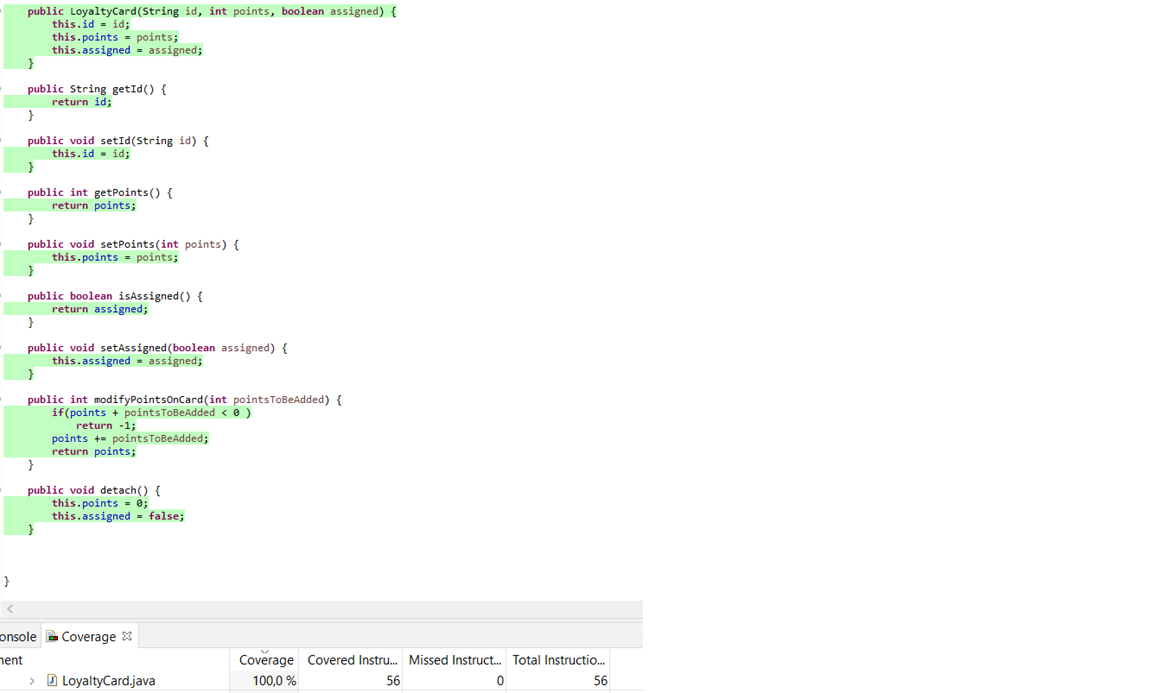 public LoyaltyCard(String id, int points, boolean assigned) {
this.id = id;
this.points = points;
this.assigned = assigned;
}
public String getId() {
return id;
}
public void setId(String id) {
this.id = id;
}
public int getPoints() {
return points;
}
public void setPoints(int points) {
this.points = points;
}
public boolean isAssigned() {
return assigned;
}
public void setAssigned(boolean assigned) {
this.assigned = assigned;
}
public int modifyPointsOnCard(int pointsToBeAdded) {
if(points + pointsToBeAdded < 0 )
return -1;
points += pointsToBeAdded;
return points;
}
public void detach() {
this.points = 0;
this.assigned = false;
}
}
onsole Coverage
nent Coverage Covered Instru... Missed Instruct... Total Instructio...
LoyaltyCard.java 100,0 % 56 0 56